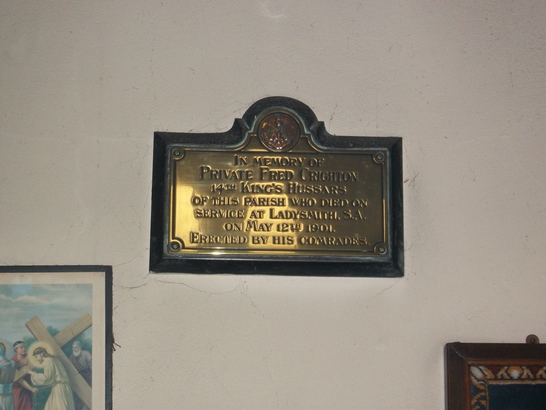 IN MEMORY OF
PRIVATE FRED CRIGHTON
14TH KING'S HUSSARS
OF THIS PARISH WHO DIED ON
SERVICE AT LADYSMITH, S.A.
ON MAY 12TH 1901.
ERECTED BY HIS COMRADES.